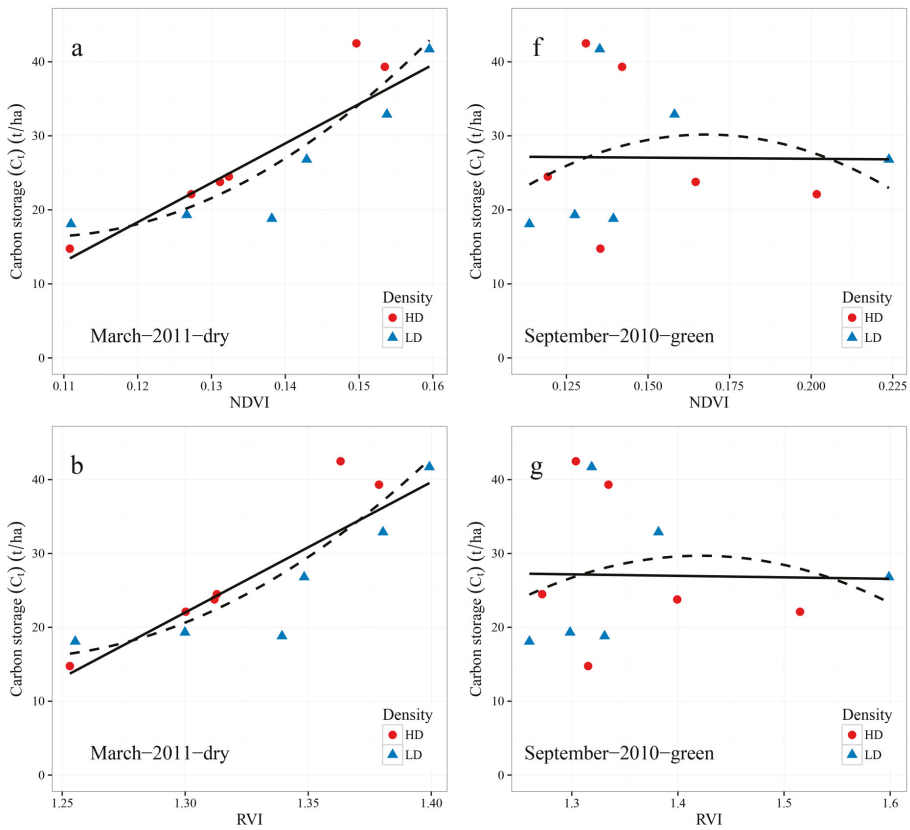 a
40
30
20
10
0
Carbon storage (Ct) (t/ha)
Density
HD
LD
March−2011−dry
0.11 0.12 0.13 0.14 0.15 0.16
NDVI
f
40
30
20
10
0
Carbon storage (Ct) (t/ha)
Density
HD
LD
September−2010−green
0.125 0.150 0.175 0.200 0.225
NDVI
b
40
30
20
10
0
Carbon storage (Ct) (t/ha)
Density
HD
LD
March−2011−dry
1.25 1.30 1.35 1.40
RVI
g
40
30
20
10
0
Carbon storage (Ct) (t/ha)
Density
HD
LD
September−2010−green
1.3 1.4 1.5 1.6
RVI